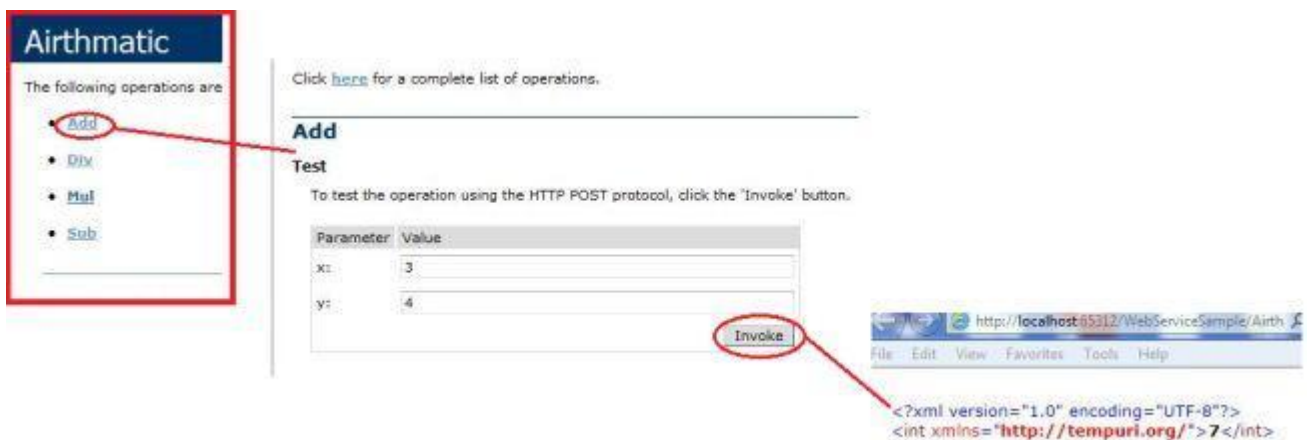 Airthmatic
The following operations are
Add
Div
Mul
Sub
Click here for a complete list of operations.
Add
Test
To test the operation using the HTTP POST protocol, click the 'Invoke' button.
Parameter Value
x: 3
y: 4
Invoke
http://localhost:65312/WebServiceSample/Airth
File Edit View Favorites Tools Help
<?xml version="1.0" encoding="UTF-8"?>
<int xmlns="http://tempuri.org/">7</int>